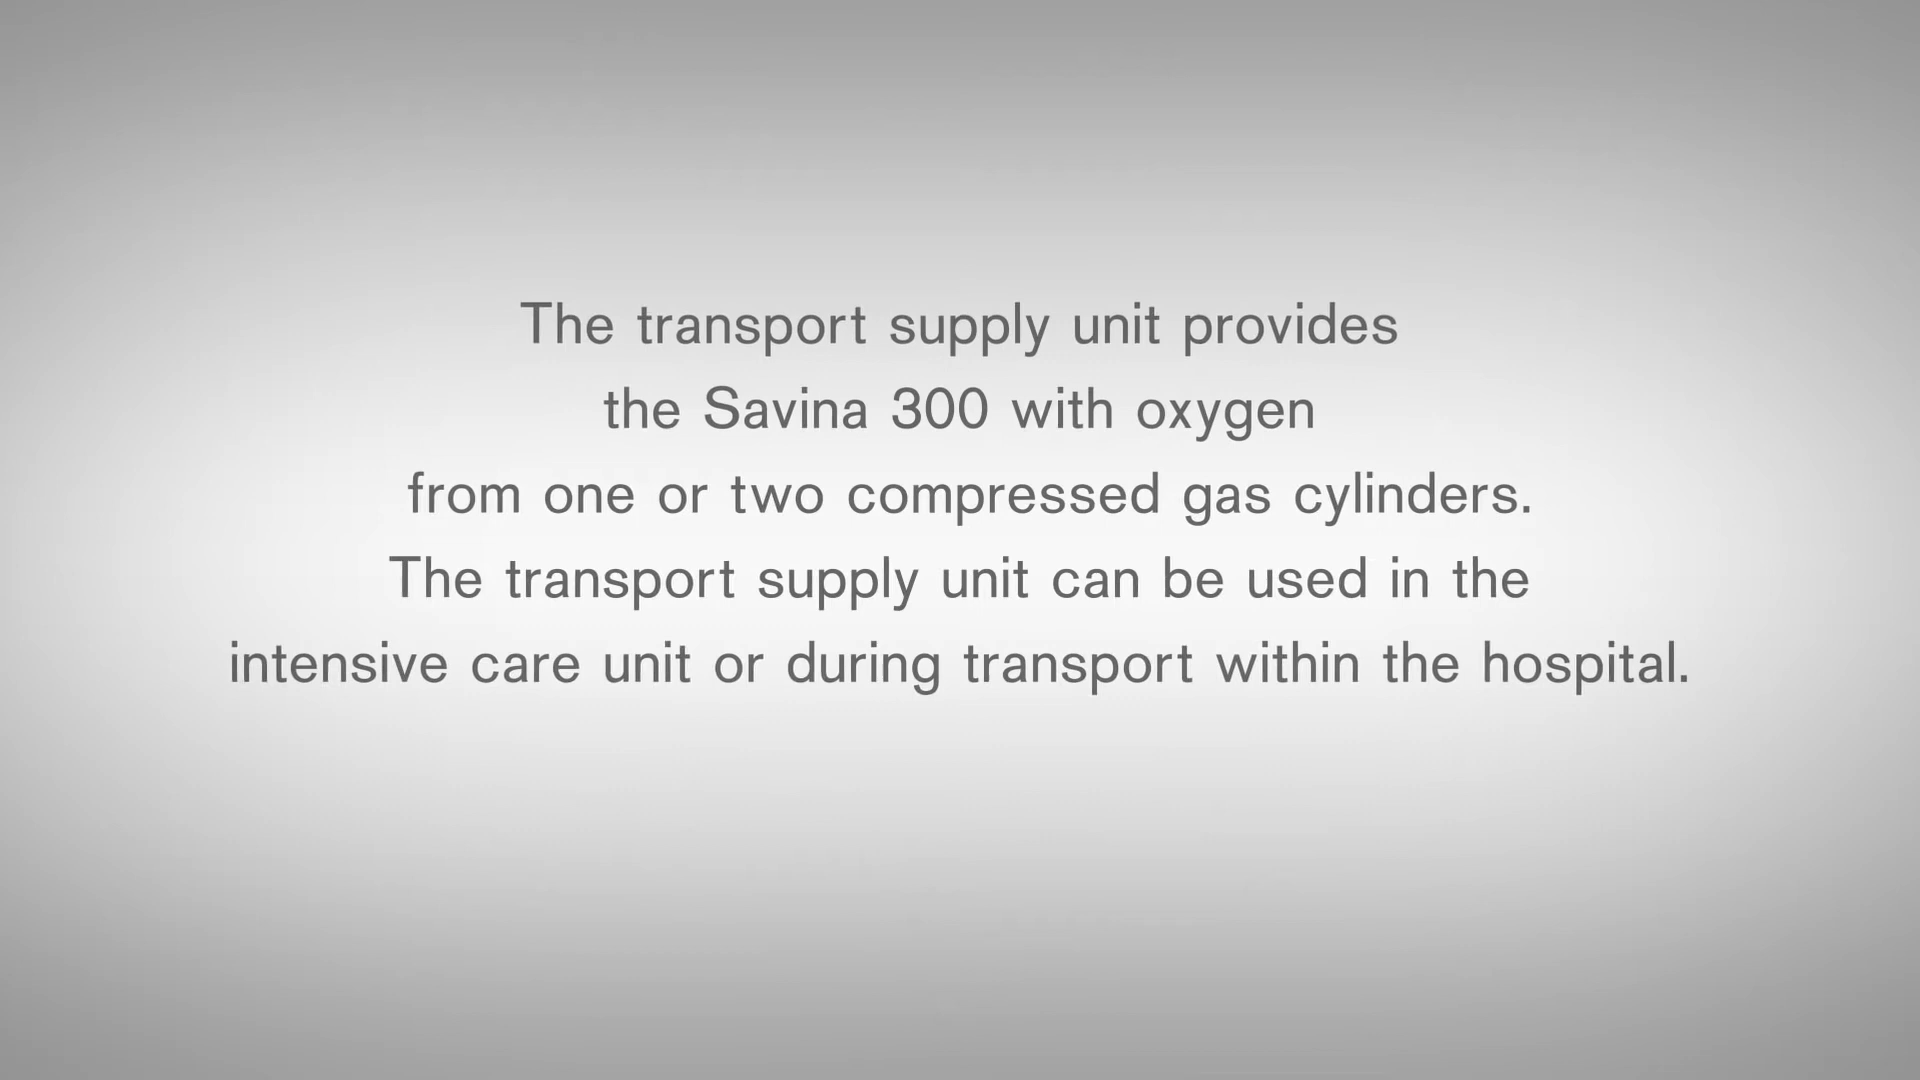 The transport supply unit provides
the Savina 300 with oxygen
from one or two compressed gas cylinders.
The transport supply unit can be used in the
intensive care unit or during transport within the hospital.